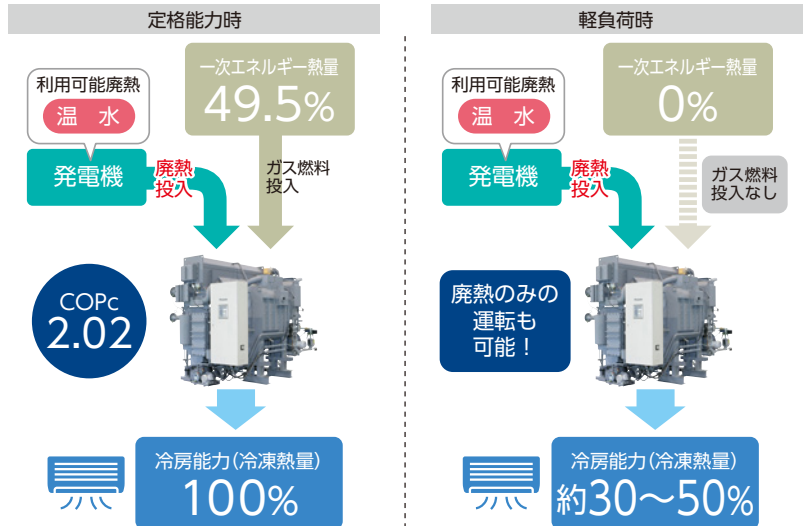 定格能力時
利用可能廃熱
温 水
発電機
廃熱
投入
一次エネルギー熱量
49.5%
ガス燃料
投入
COPc
2.02
冷房能力(冷凍熱量)
100%
軽負荷時
利用可能廃熱
温 水
発電機
廃熱
投入
一次エネルギー熱量
0%
ガス燃料
投入なし
廃熱のみの
運転も
可能！
冷房能力(冷凍熱量)
約30～50%